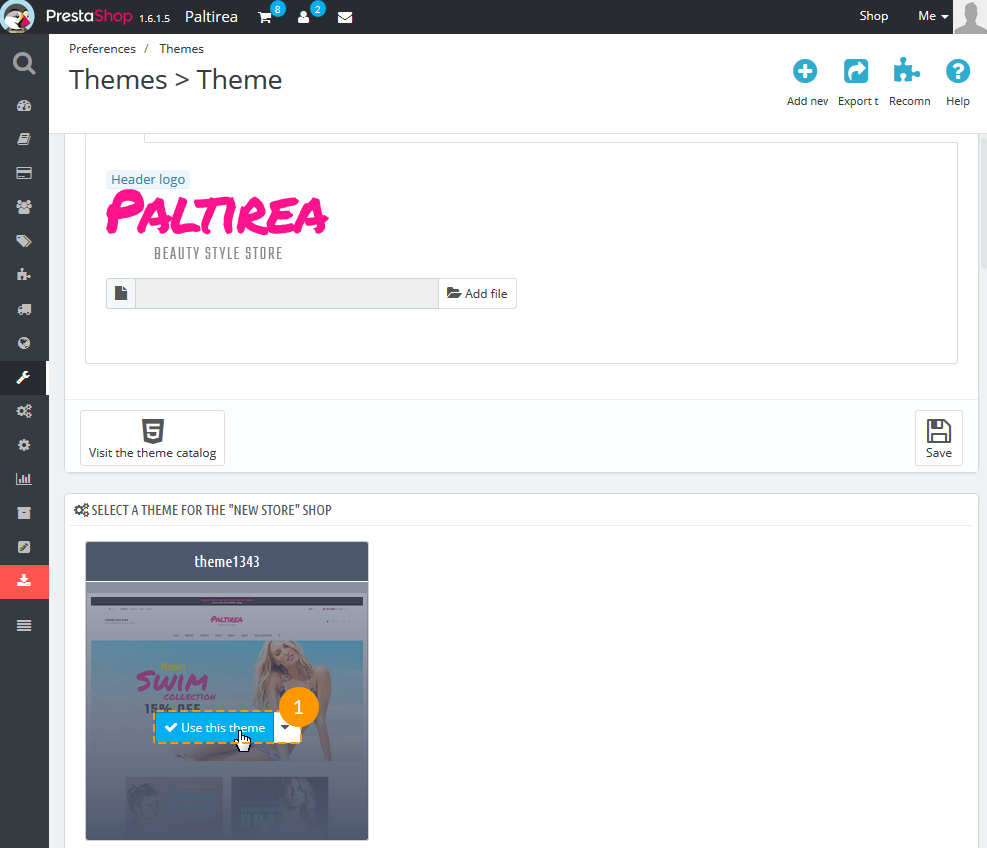 PrestaShop 1.6.1.5 Paltirea 8 2 Shop Me
Preferences / Themes
Themes > Theme
Add nev Export t Recomn Help
Header logo
PALTIREA
BEAUTY STYLE STORE
Add file
Visit the theme catalog
Save
SELECT A THEME FOR THE "NEW STORE" SHOP
theme1343
PALTIREA
New!
SWIM
COLLECTION
15% OFF
1
Use this theme